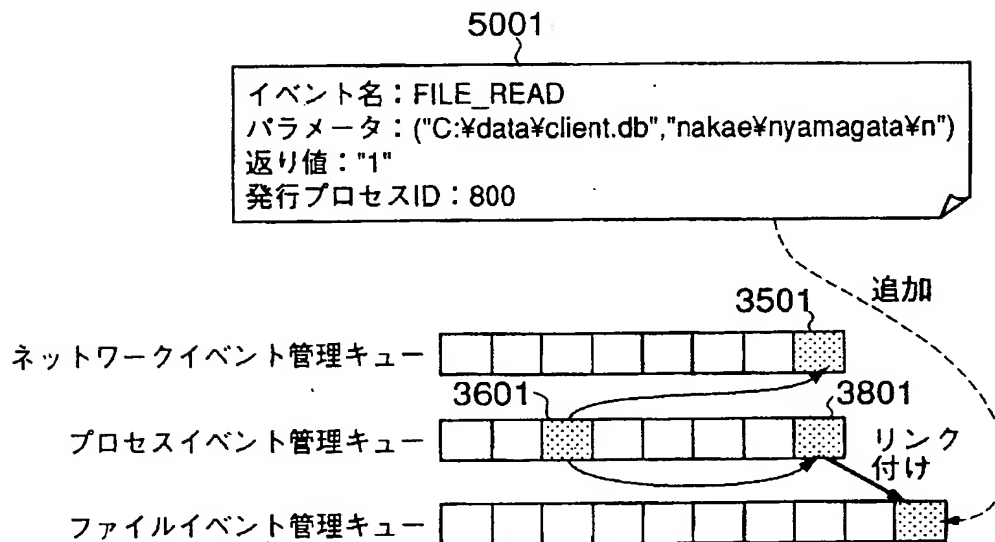 5001
イベント名：FILE_READ
パラメータ：("C:¥data¥client.db","nakae¥nyamagata¥n")
返り値："1"
発行プロセスID：800
追加
3501
ネットワークイベント管理キュー
3601
3801
プロセスイベント管理キュー
リンク
付け
ファイルイベント管理キュー